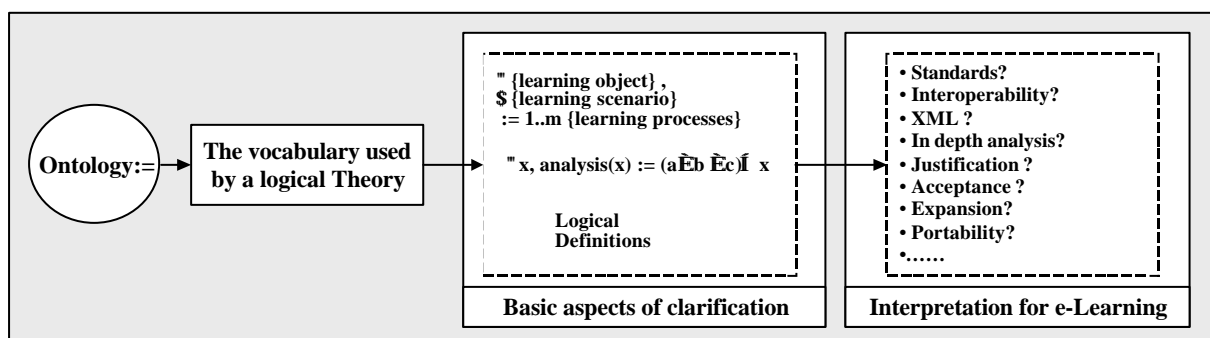 Ontology:=
The vocabulary used
by a logical Theory
" {learning object} ,
$ {learning scenario}
:= 1..m {learning processes}
" x, analysis(x) := (aÈb Èc)Í x
Logical
Definitions
Basic aspects of clarification
• Standards?
• Interoperability?
• XML ?
• In depth analysis?
• Justification ?
• Acceptance ?
• Expansion?
• Portability?
•......
Interpretation for e-Learning